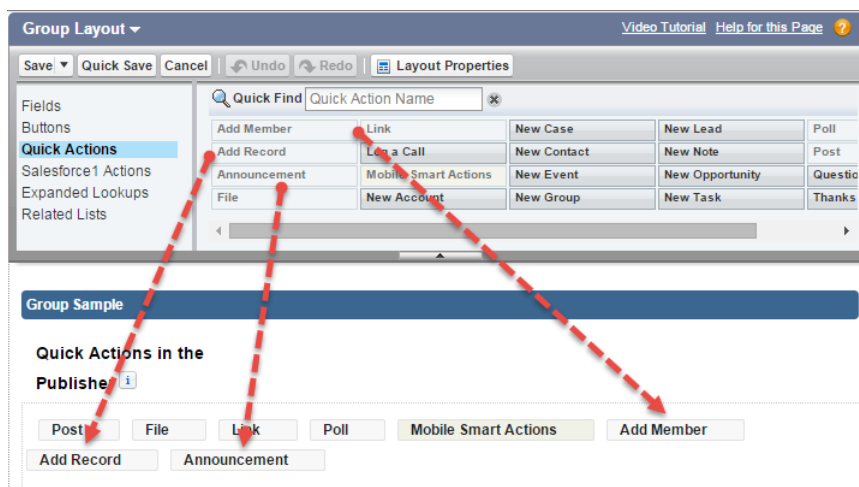 Group Layout Video Tutorial Help for this Page ?
Save Quick Save Cancel Undo Redo Layout Properties
Quick Find Quick Action Name
Fields
Buttons
Quick Actions
Salesforce1 Actions
Expanded Lookups
Related Lists
Add Member Link New Case New Lead Poll
Add Record Log a Call New Contact New Note Post
Announcement Mobile Smart Actions New Event New Opportunity Questio
File New Account New Group New Task Thanks
Group Sample
Quick Actions in the
Publisher i
Post File Link Poll Mobile Smart Actions Add Member
Add Record Announcement